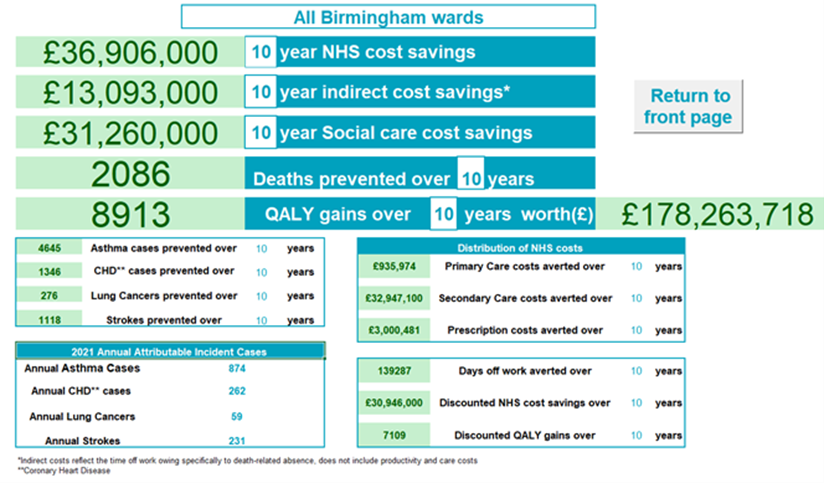 All Birmingham wards
£36,906,000 10 year NHS cost savings
£13,093,000 10 year indirect cost savings*
£31,260,000 10 year Social care cost savings
Return to
front page
2086 Deaths prevented over 10 years
8913 QALY gains over 10 years worth(£) £178,263,718
4645 Asthma cases prevented over 10 years
1346 CHD** cases prevented over 10 years
276 Lung Cancers prevented over 10 years
1118 Strokes prevented over 10 years
Distribution of NHS costs
£935,974 Primary Care costs averted over 10 years
£32,947,100 Secondary Care costs averted over 10 years
£3,000,481 Prescription costs averted over 10 years
2021 Annual Attributable Incident Cases
Annual Asthma Cases 874
Annual CHD** cases 262
Annual Lung Cancers 59
Annual Strokes 231
139287 Days off work averted over 10 years
£30,946,000 Discounted NHS cost savings over 10 years
7109 Discounted QALY gains over 10 years
*Indirect costs reflect the time off work owing specifically to death-related absence, does not include productivity and care costs
**Coronary Heart Disease